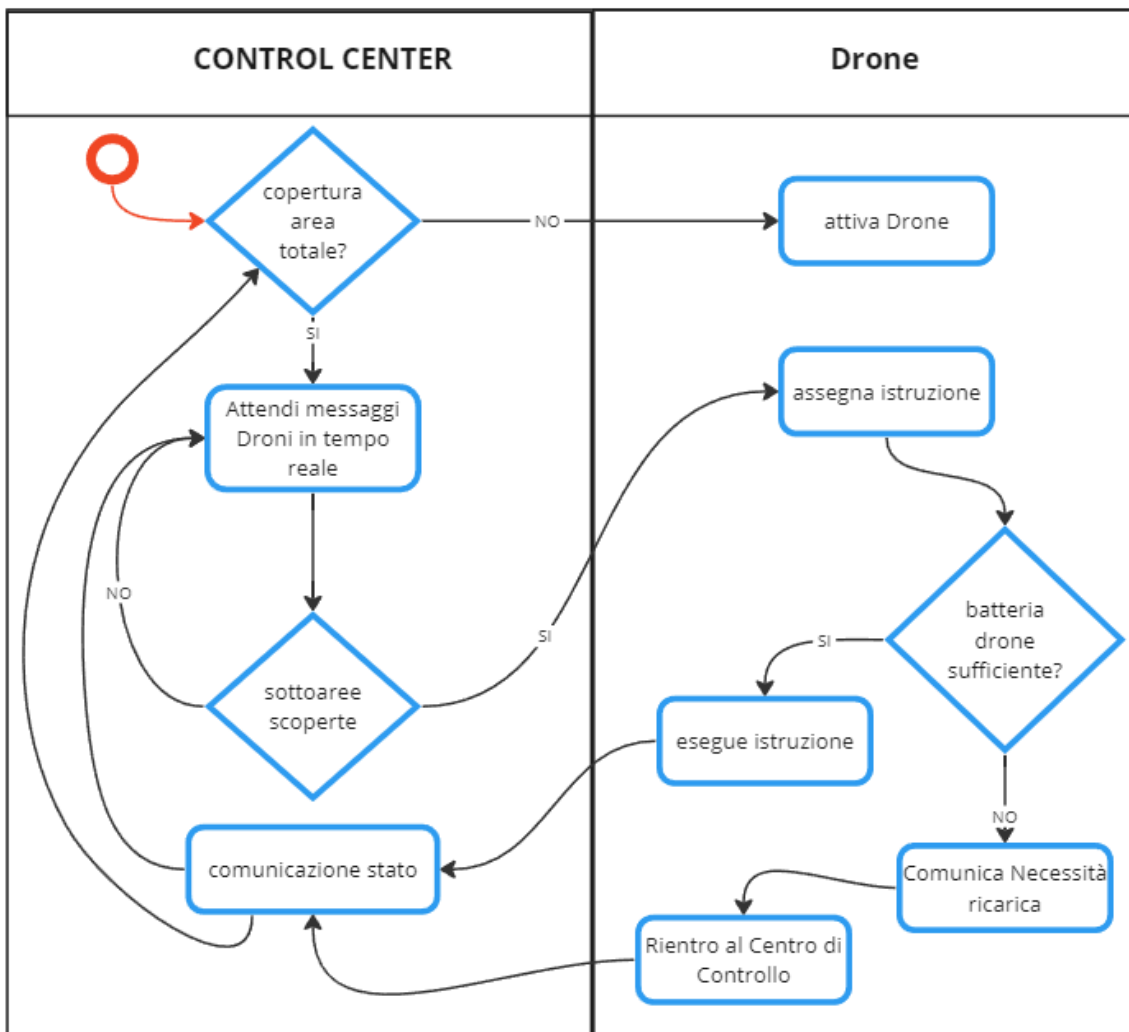 CONTROL CENTER
Drone
copertura
area
totale?
NO
attiva Drone
SI
Attendi messaggi
Droni in tempo
reale
assegna istruzione
NO
SI
sottoaree
scoperte
batteria
drone
sufficiente?
SI
esegue istruzione
NO
comunicazione stato
Comunica Necessità
ricarica
Rientro al Centro di
Controllo